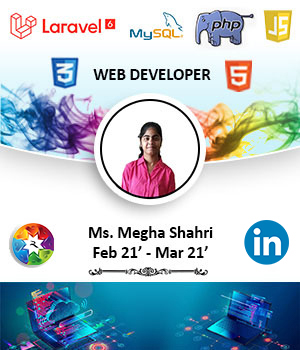 Laravel 6
MySQL
php
JS
3
WEB DEVELOPER
5
Ms. Megha Shahri
Feb 21’ - Mar 21’
in